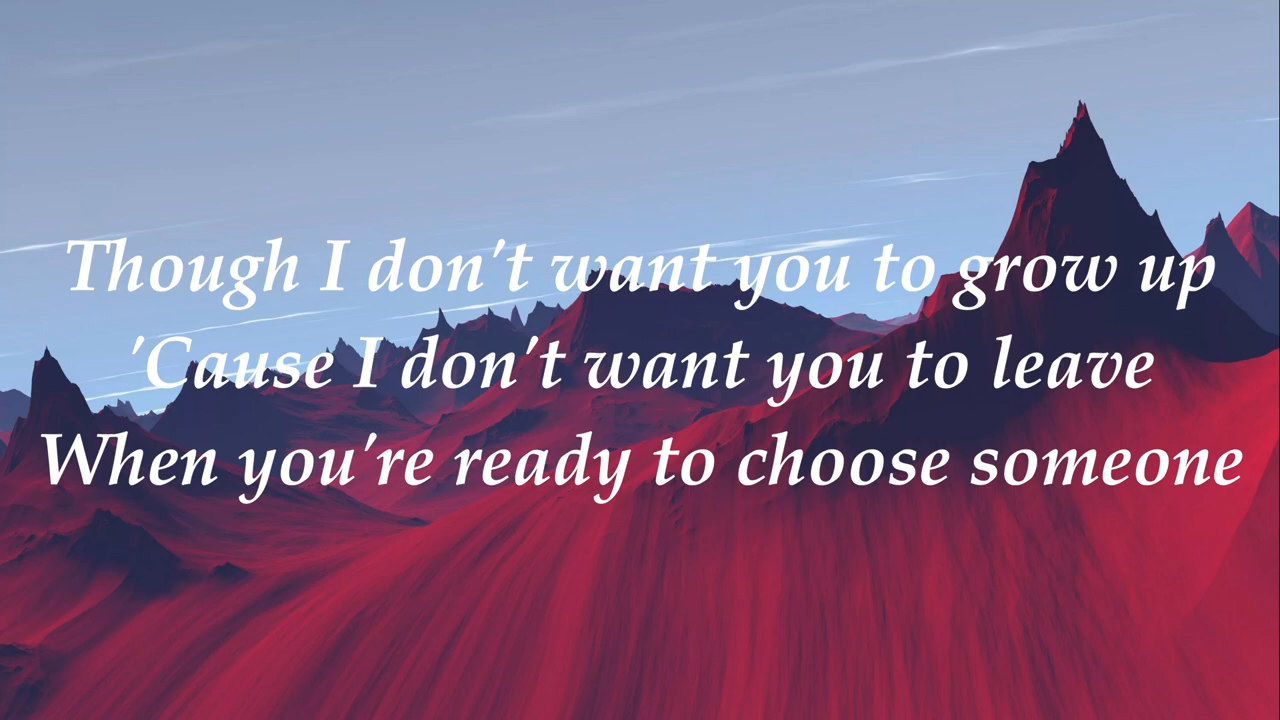 Though I don't want you to grow up
'Cause I don't want you to leave
When you're ready to choose someone